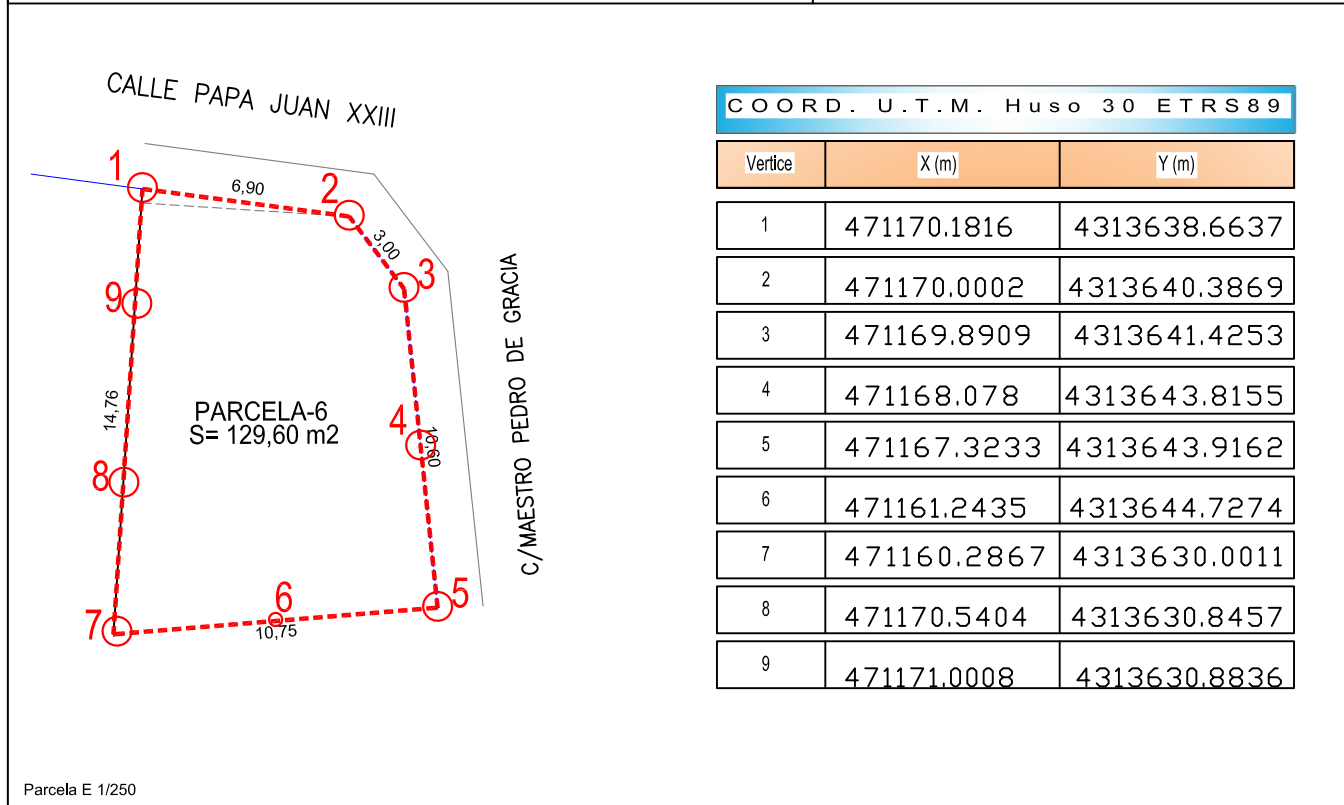 CALLE PAPA JUAN XXIII
1
6,90
2
3,00
3
9
14,76
PARCELA-6
S= 129,60 m2
4
10,60
C/MAESTRO PEDRO DE GRACIA
8
7
6
10,75
5
COORD. U.T.M. Huso 30 ETRS89
Vertice X (m) Y (m)
1 471170.1816 4313638.6637
2 471170.0002 4313640.3869
3 471169.8909 4313641.4253
4 471168.078 4313643.8155
5 471167.3233 4313643.9162
6 471161.2435 4313644.7274
7 471160.2867 4313630.0011
8 471170.5404 4313630.8457
9 471171.0008 4313630.8836
Parcela E 1/250